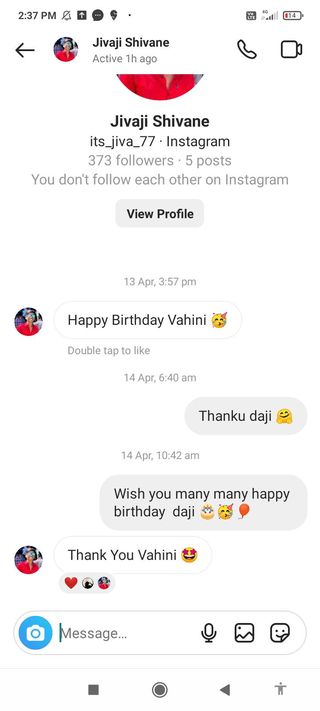 2:37 PM
14
Jivaji Shivane
Active 1h ago
Jivaji Shivane
its_jiva_77 · Instagram
373 followers · 5 posts
You don't follow each other on Instagram
View Profile
13 Apr, 3:57 pm
Happy Birthday Vahini 🥳
Double tap to like
14 Apr, 6:40 am
Thanku daji 🤗
14 Apr, 10:42 am
Wish you many many happy
birthday daji 🎂🥳🎈
Thank You Vahini 🤩
Message...